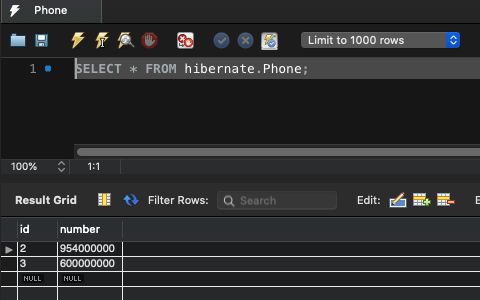 Phone
Limit to 1000 rows
1 SELECT * FROM hibernate.Phone;
100% 1:1
Result Grid Filter Rows: Search Edit:
id number
2 954000000
3 600000000
NULL NULL